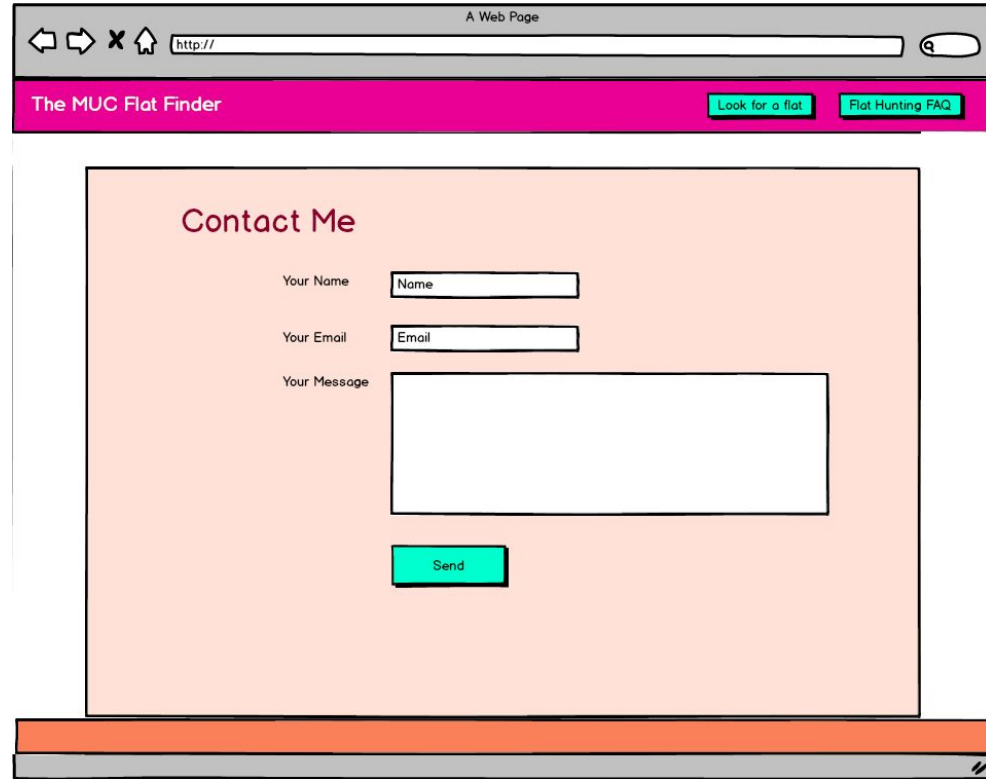 A Web Page
http://
The MUC Flat Finder
Look for a flat
Flat Hunting FAQ
Contact Me
Your Name
Name
Your Email
Email
Your Message
Send